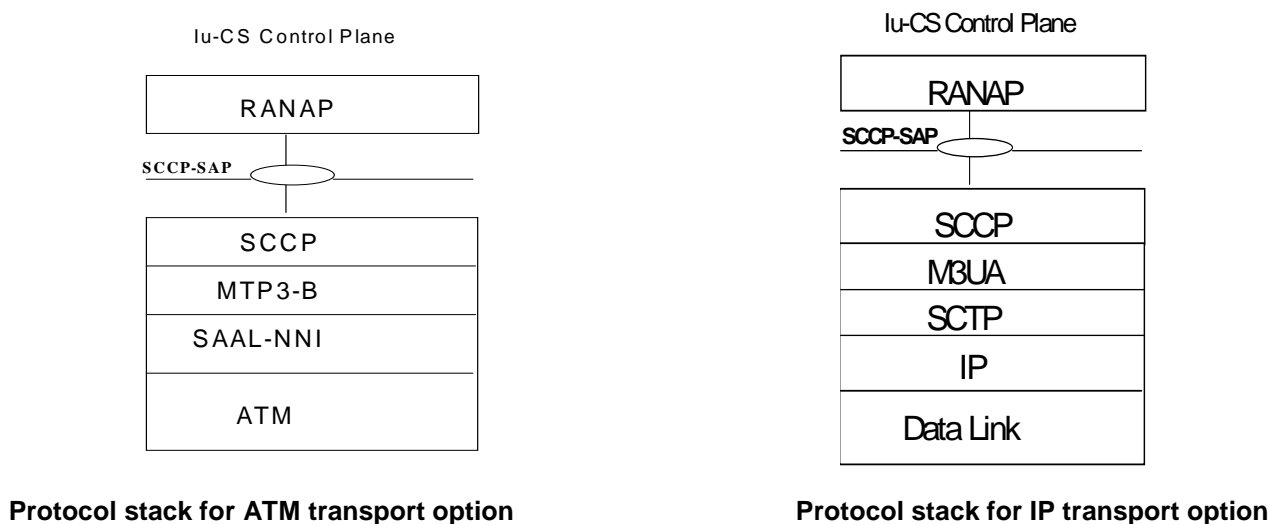 Iu-CS Control Plane
RANAP
SCCP-SAP
SCCP
MTP3-B
SAAL-NNI
ATM
Protocol stack for ATM transport option
Iu-CS Control Plane
RANAP
SCCP-SAP
SCCP
M3UA
SCTP
IP
Data Link
Protocol stack for IP transport option